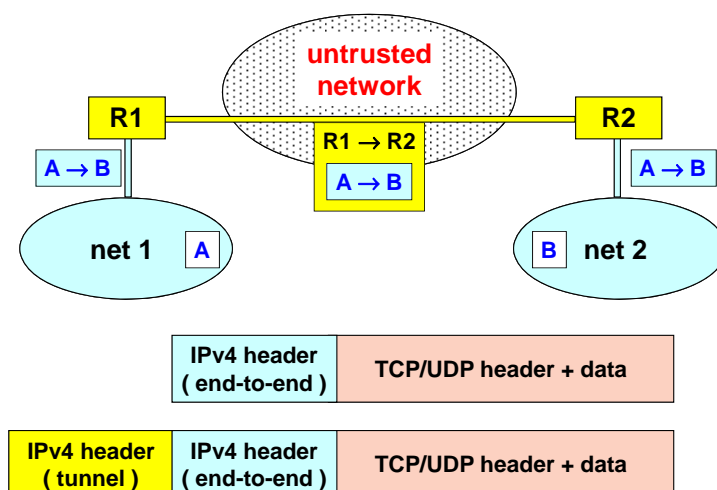 untrusted
network
R1
R2
R1 → R2
A → B
A → B
A → B
net 1
A
B
net 2
IPv4 header
( end-to-end )
TCP/UDP header + data
IPv4 header
( tunnel )
IPv4 header
( end-to-end )
TCP/UDP header + data